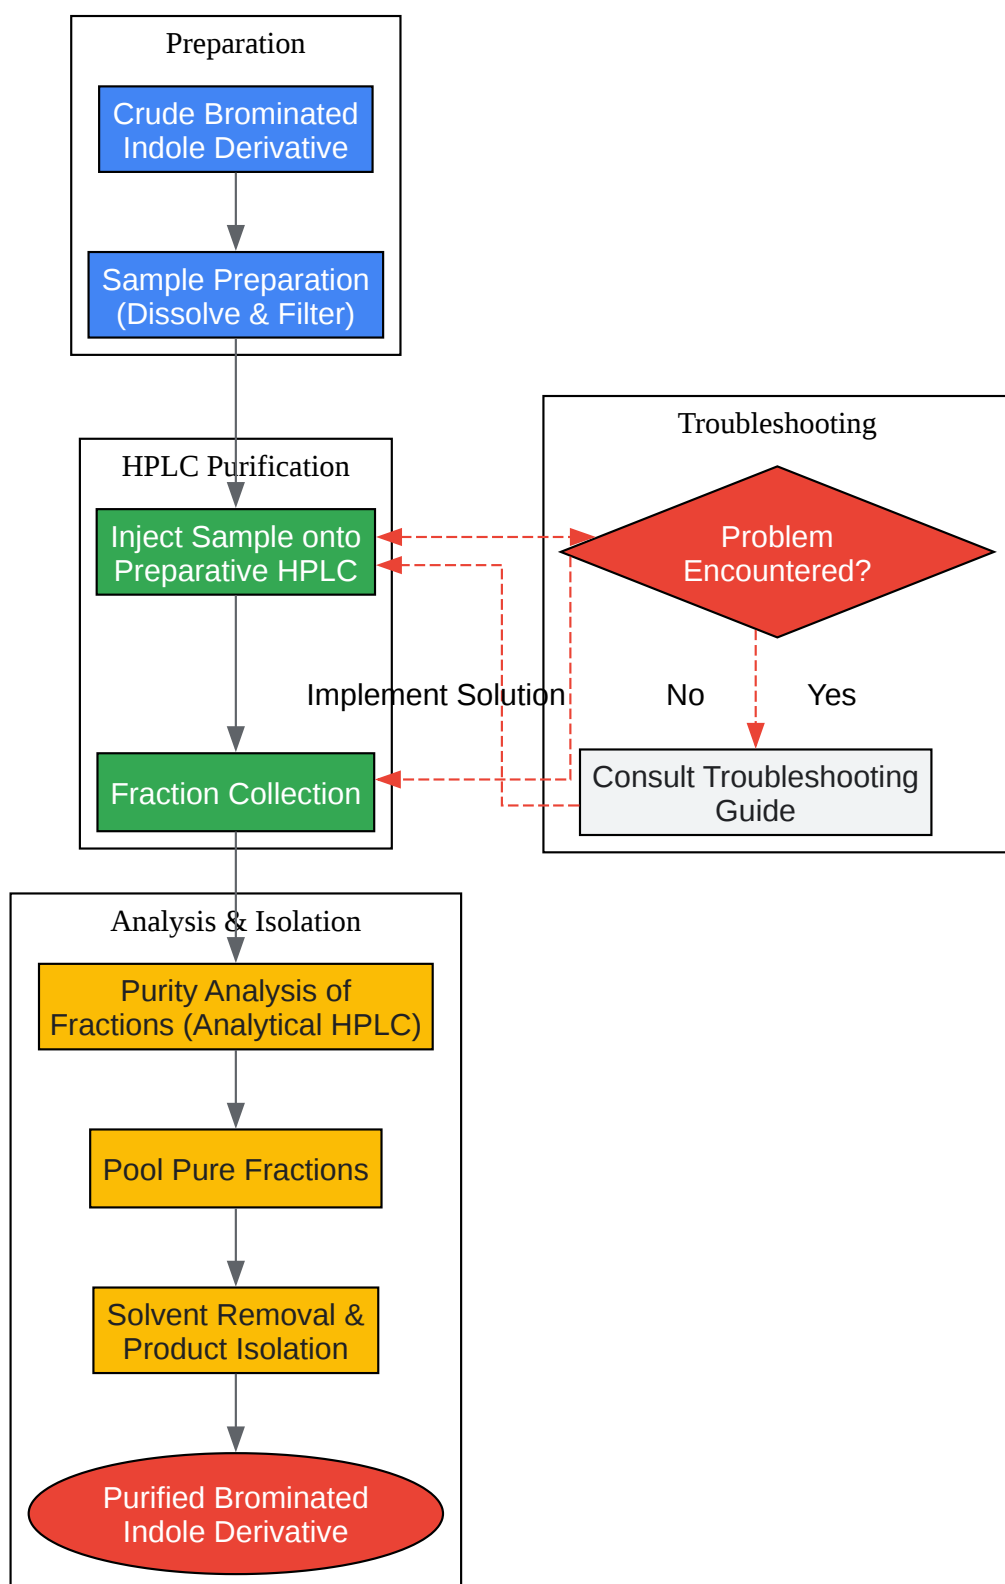 Preparation
Crude Brominated
Indole Derivative
Sample Preparation
(Dissolve & Filter)
HPLC Purification
Inject Sample onto
Preparative HPLC
Fraction Collection
Troubleshooting
Problem
Encountered?
Implement Solution
No
Yes
Consult Troubleshooting
Guide
Analysis & Isolation
Purity Analysis of
Fractions (Analytical HPLC)
Pool Pure Fractions
Solvent Removal &
Product Isolation
Purified Brominated
Indole Derivative